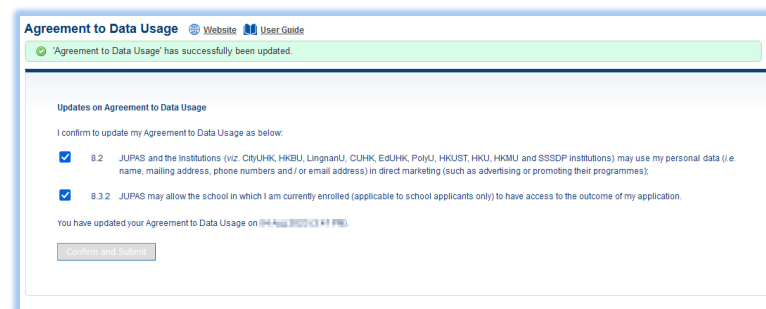 Agreement to Data Usage Website User Guide
'Agreement to Data Usage' has successfully been updated.
Updates on Agreement to Data Usage
I confirm to update my Agreement to Data Usage as below:
8.2 JUPAS and the Institutions (viz. CityUHK, HKBU, LingnanU, CUHK, EdUHK, PolyU, HKUST, HKU, HKMU and SSSDP institutions) may use my personal data (i.e.
name, mailing address, phone numbers and / or email address) in direct marketing (such as advertising or promoting their programmes);
8.3.2 JUPAS may allow the school in which I am currently enrolled (applicable to school applicants only) to have access to the outcome of my application.
You have updated your Agreement to Data Usage on
Confirm and Submit